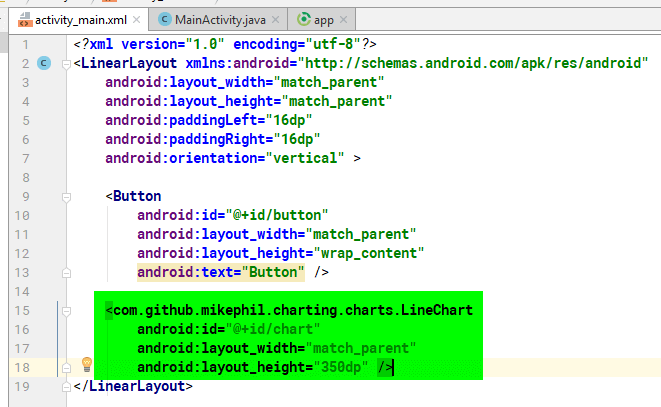 activity_main.xml × MainActivity.java × app ×
1 <?xml version="1.0" encoding="utf-8"?>
2 C <LinearLayout xmlns:android="http://schemas.android.com/apk/res/android"
3 android:layout_width="match_parent"
4 android:layout_height="match_parent"
5 android:paddingLeft="16dp"
6 android:paddingRight="16dp"
7 android:orientation="vertical" >
8
9 <Button
10 android:id="@+id/button"
11 android:layout_width="match_parent"
12 android:layout_height="wrap_content"
13 android:text="Button" />
14
15 <com.github.mikephil.charting.charts.LineChart
16 android:id="@+id/chart"
17 android:layout_width="match_parent"
18 android:layout_height="350dp" />
19 </LinearLayout>